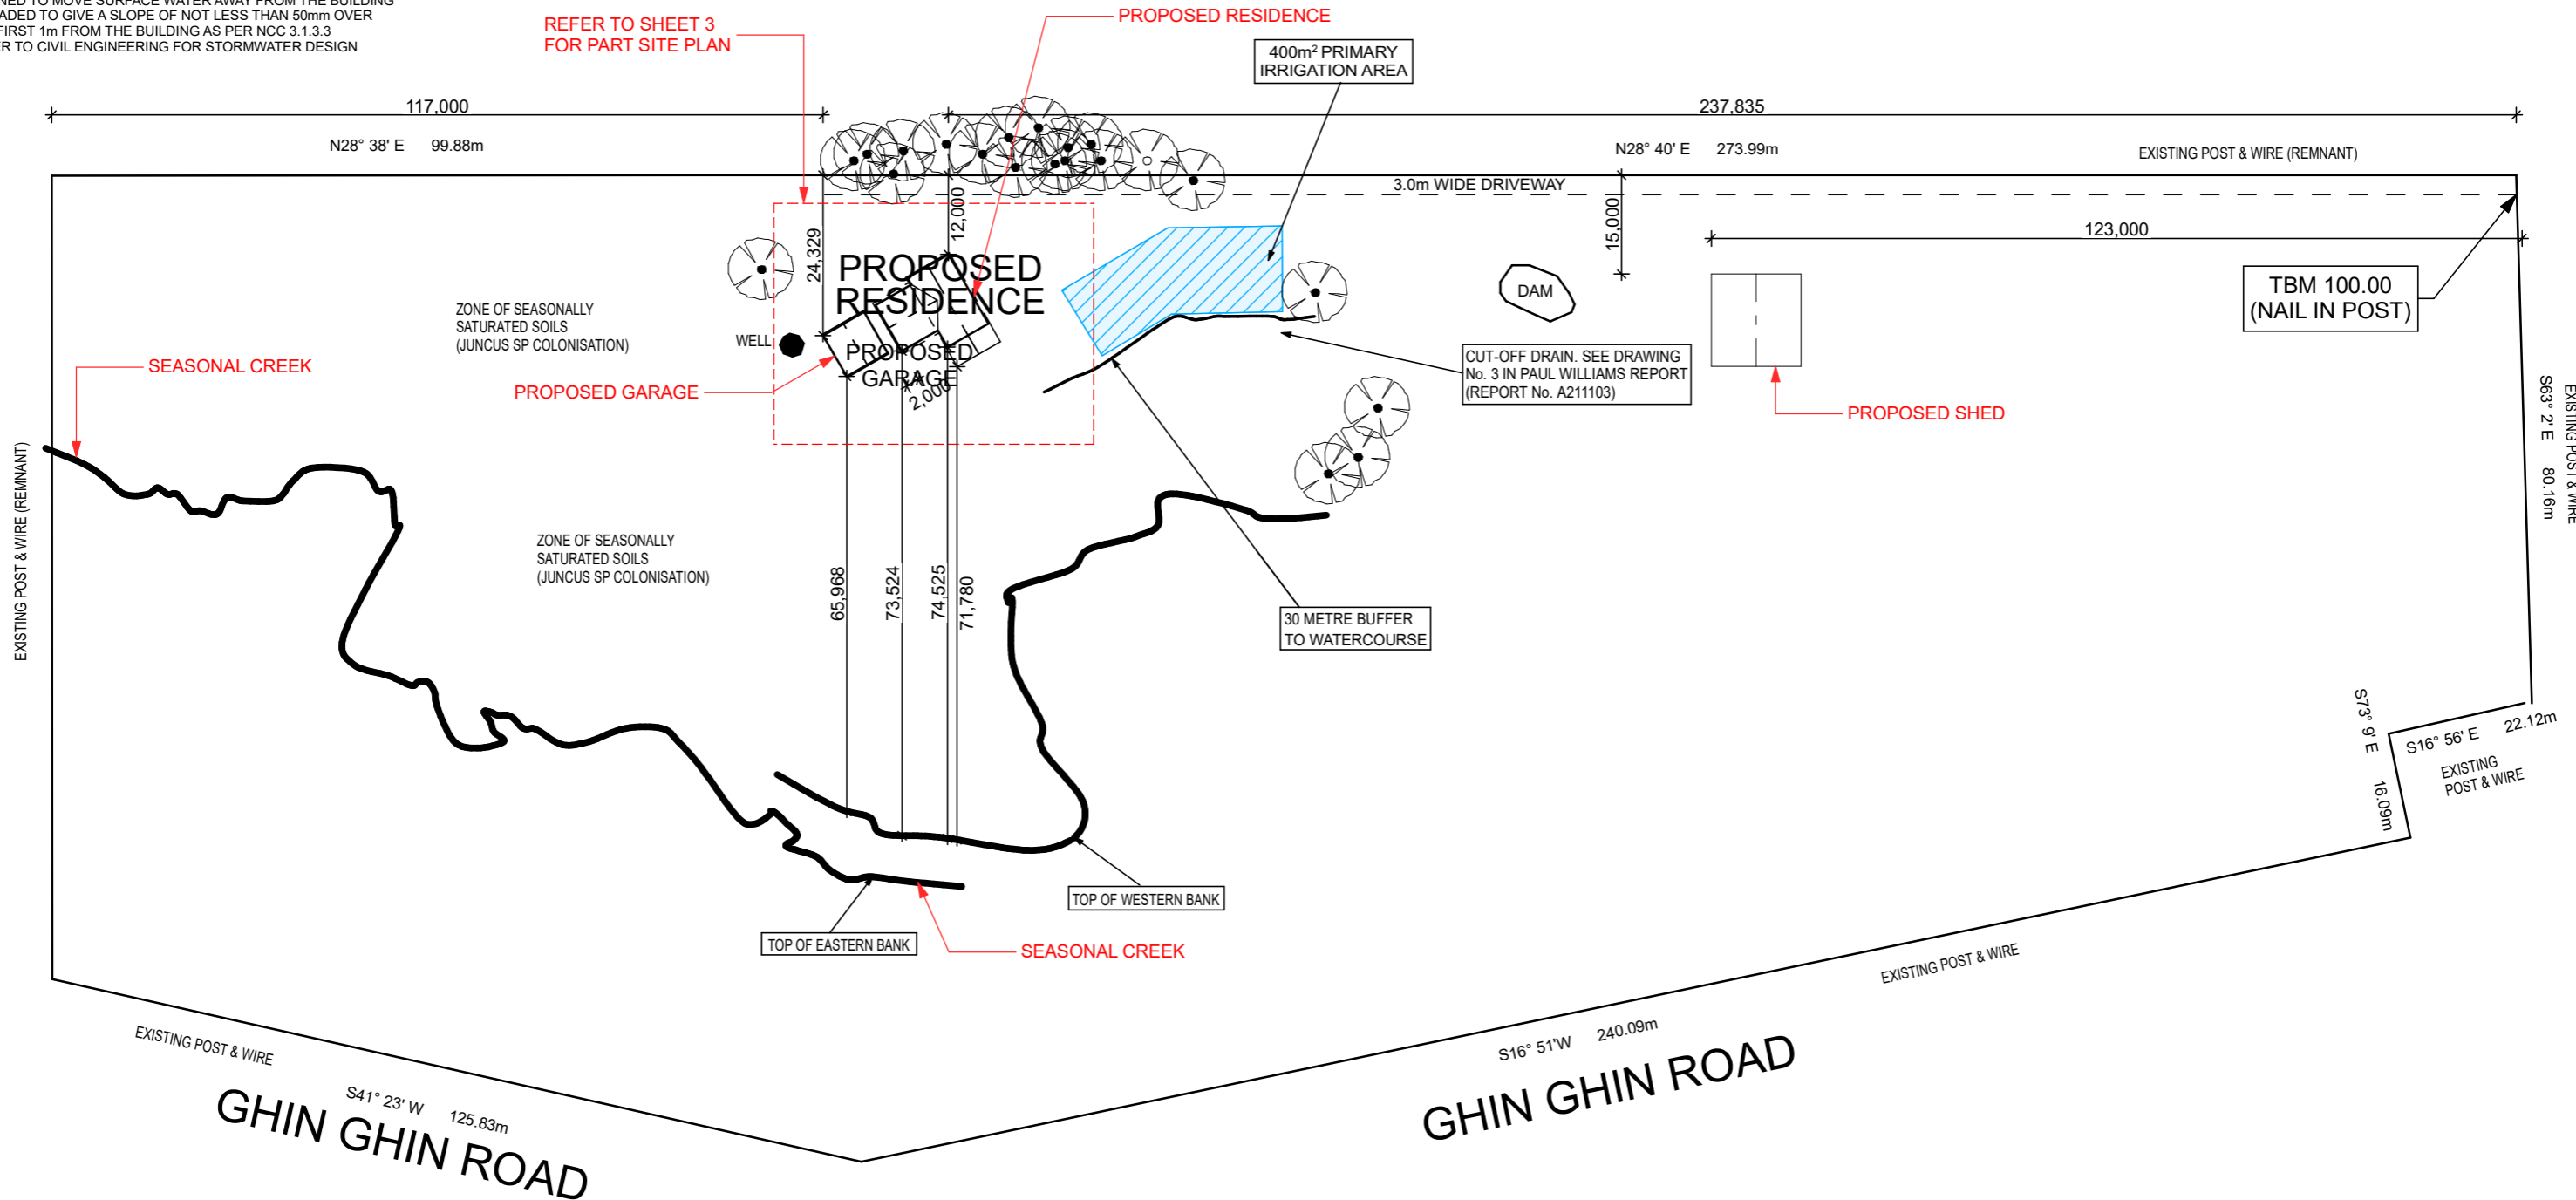 TO MOVE SURFACE WATER AWAY FROM THE BUILDING
TO GIVE A SLOPE OF NOT LESS THAN 50mm OVER
FIRST 1m FROM THE BUILDING AS PER NCC 3.1.3.3
TO CIVIL ENGINEERING FOR STORMWATER DESIGN
REFER TO SHEET 3
FOR PART SITE PLAN
PROPOSED RESIDENCE
400m² PRIMARY
IRRIGATION AREA
117,000
237,835
N28° 38' E 99.88m
N28° 40' E 273.99m
EXISTING POST & WIRE (REMNANT)
3.0m WIDE DRIVEWAY
12,000
24,329
15,000
123,000
PROPOSED
RESIDENCE
DAM
TBM 100.00
(NAIL IN POST)
ZONE OF SEASONALLY
SATURATED SOILS
(JUNCUS SP COLONISATION)
WELL
PROPOSED
GARAGE
2,000
SEASONAL CREEK
PROPOSED GARAGE
CUT-OFF DRAIN. SEE DRAWING
No. 3 IN PAUL WILLIAMS REPORT
(REPORT No. A211103)
PROPOSED SHED
S63° 2' E 80.16m
EXISTING POST & WIRE
EXISTING POST & WIRE (REMNANT)
ZONE OF SEASONALLY
SATURATED SOILS
(JUNCUS SP COLONISATION)
65,968
73,524
74,525
71,780
30 METRE BUFFER
TO WATERCOURSE
S73° 9' E 16.09m
S16° 56' E 22.12m
EXISTING
POST & WIRE
TOP OF WESTERN BANK
TOP OF EASTERN BANK
SEASONAL CREEK
EXISTING POST & WIRE
EXISTING POST & WIRE
S41° 23' W 125.83m
GHIN GHIN ROAD
S16° 51'W 240.09m
GHIN GHIN ROAD